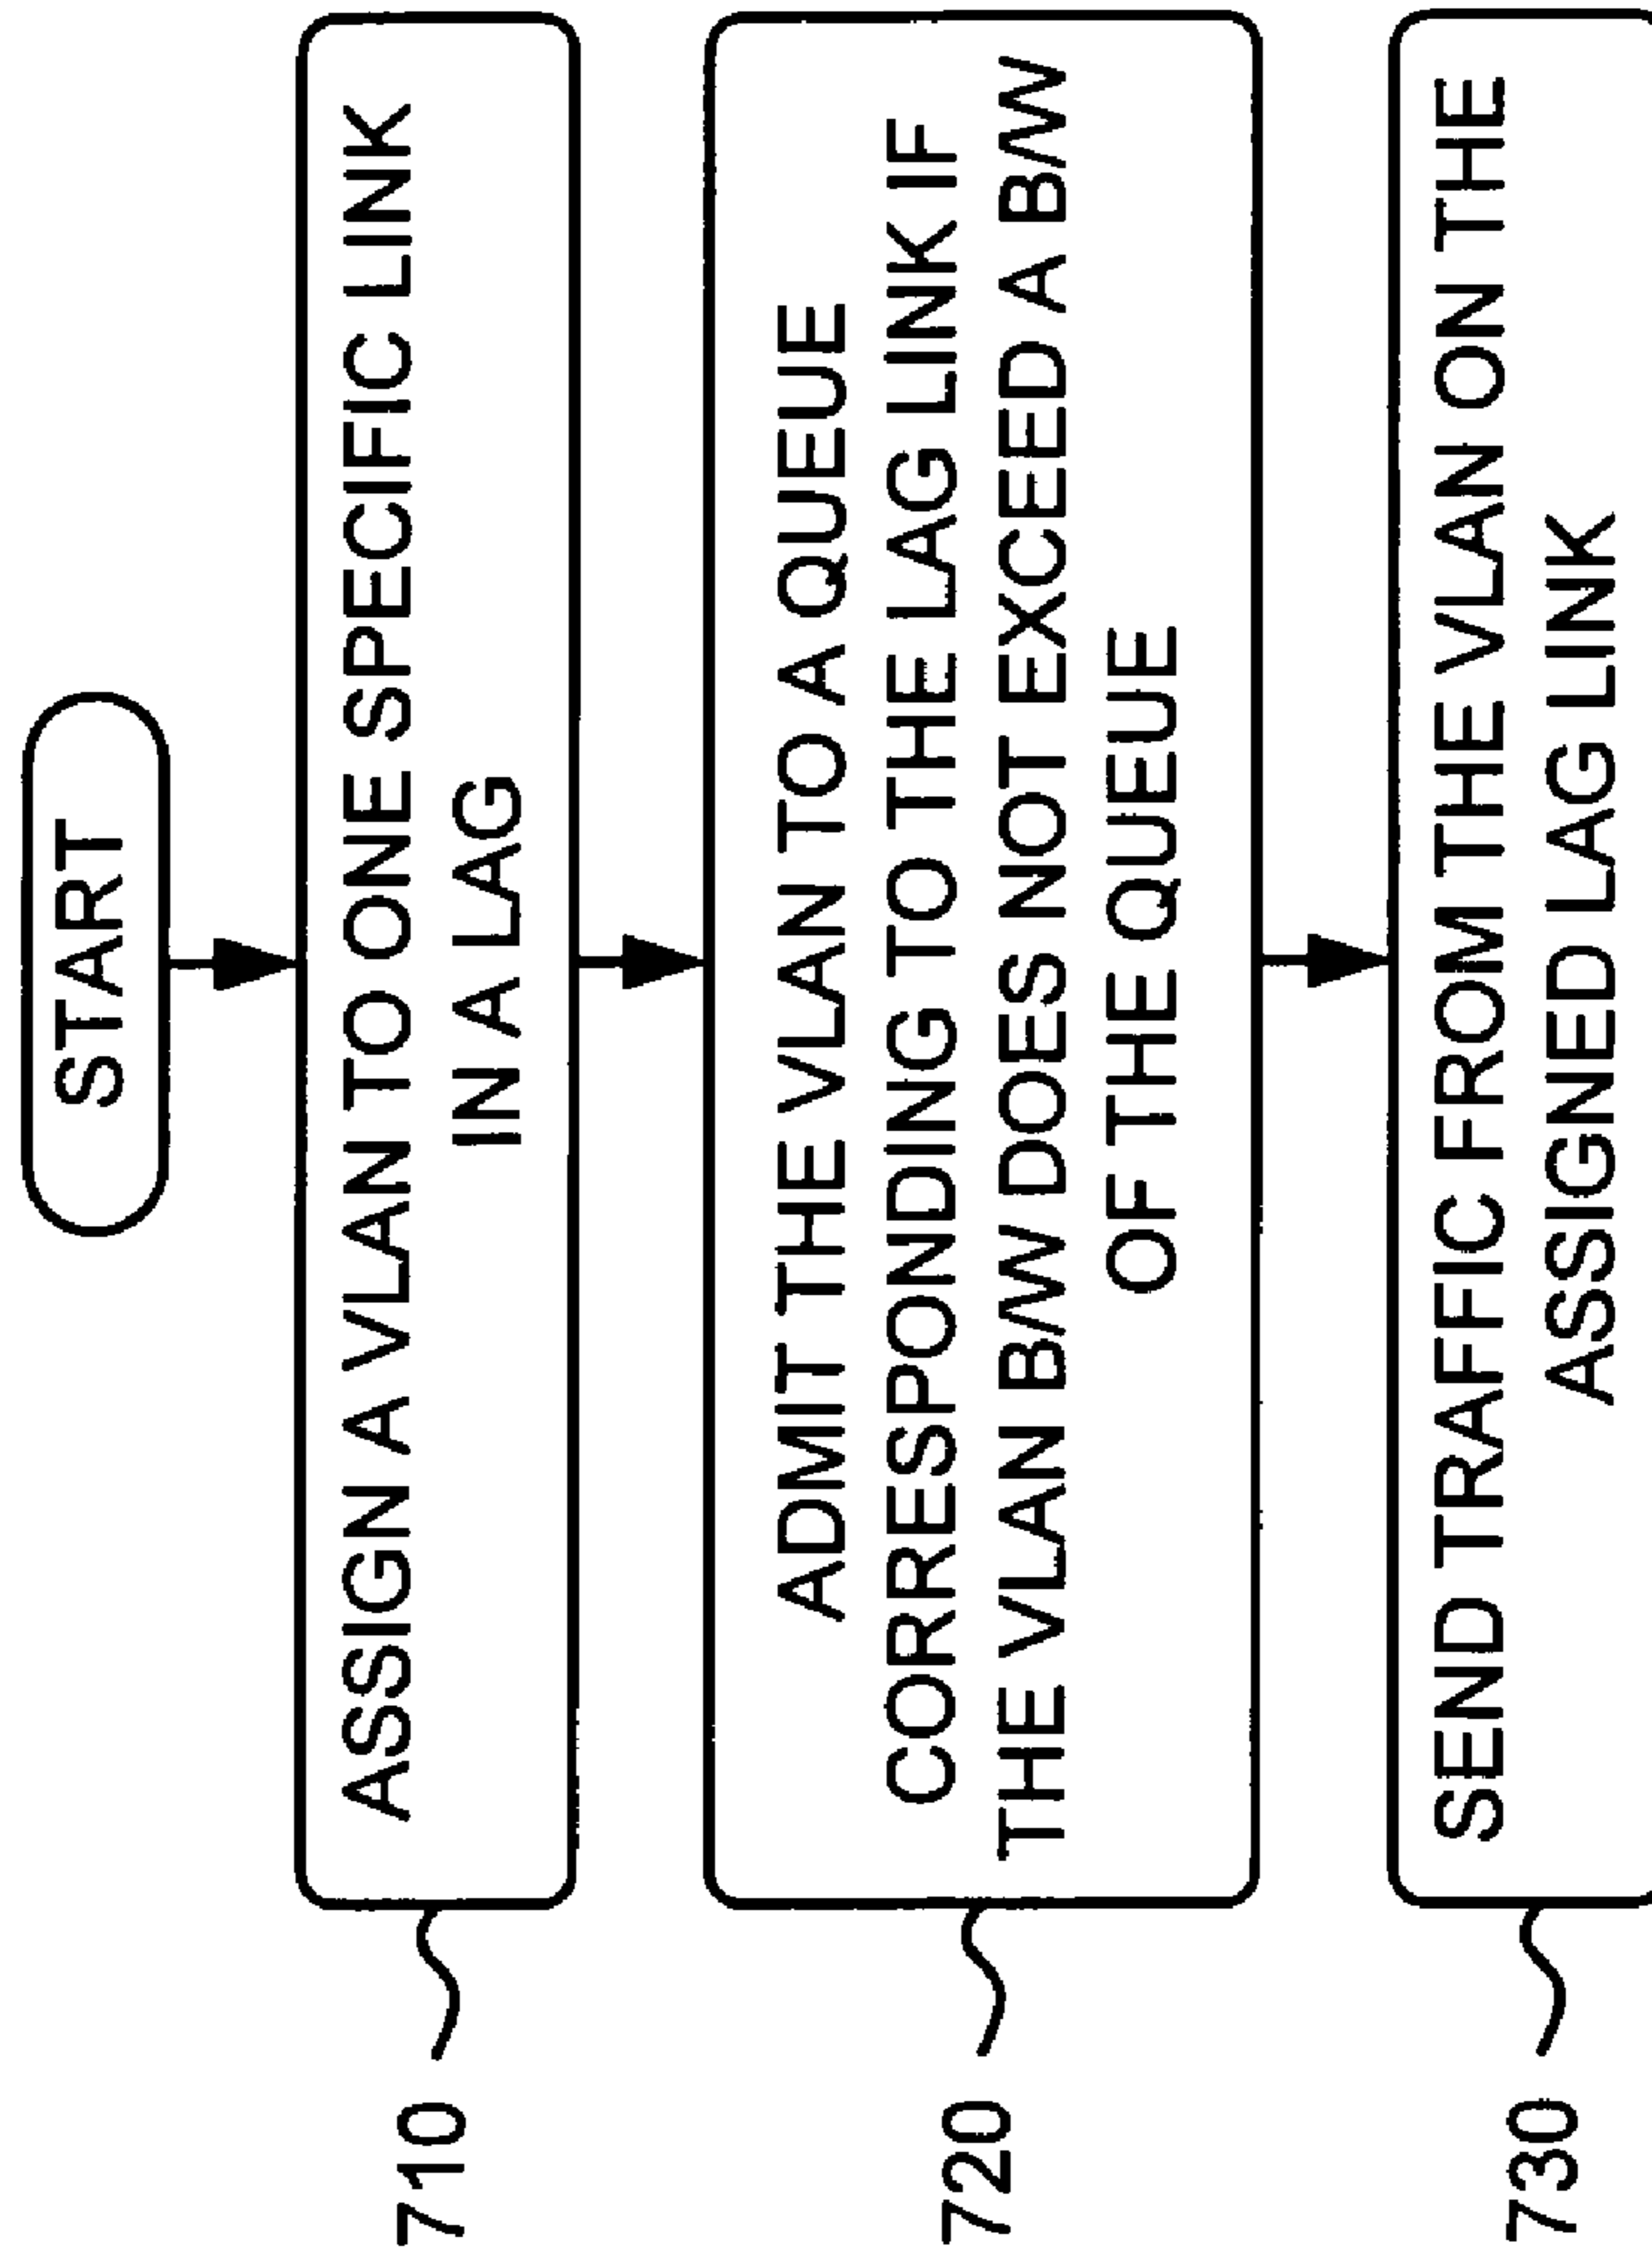 START
710
ASSIGN A VLAN TO ONE SPECIFIC LINK
IN A LAG
720
ADMIT THE VLAN TO A QUEUE
CORRESPONDING TO THE LAG LINK IF
THE VLAN B/W DOES NOT EXCEED A B/W
OF THE QUEUE
730
SEND TRAFFIC FROM THE VLAN ON THE
ASSIGNED LAG LINK